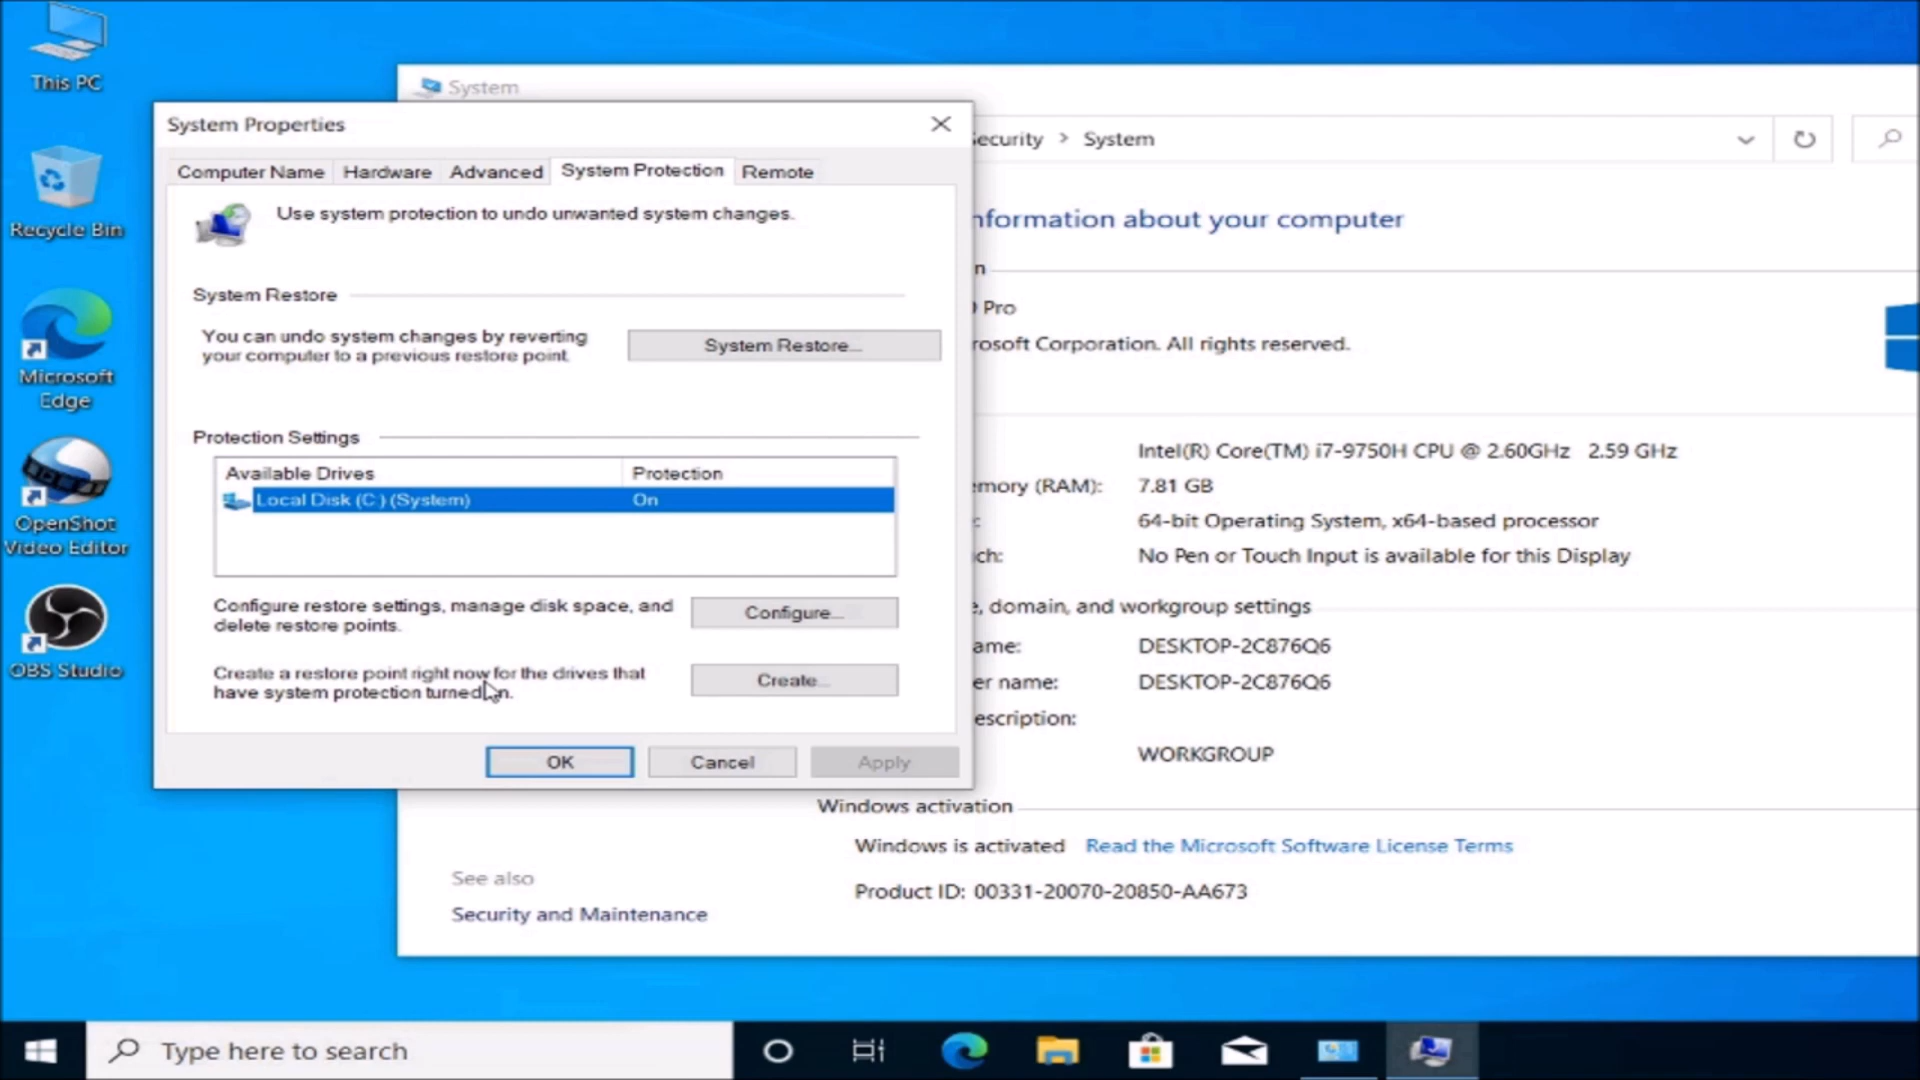 This PC
Recycle Bin
Microsoft
Edge
OpenShot
Video Editor
OBS Studio
System
System Properties
Computer Name
Hardware
Advanced
System Protection
Remote
Use system protection to undo unwanted system changes.
System Restore
You can undo system changes by reverting
your computer to a previous restore point.
System Restore...
Protection Settings
Available Drives
Protection
Local Disk (C:) (System)
On
Configure restore settings, manage disk space, and
delete restore points.
Configure...
Create a restore point right now for the drives that
have system protection turned on.
Create...
OK
Cancel
Apply
Security > System
nformation about your computer
n
0 Pro
rosoft Corporation. All rights reserved.
Intel(R) Core(TM) i7-9750H CPU @ 2.60GHz 2.59 GHz
emory (RAM): 7.81 GB
64-bit Operating System, x64-based processor
ch: No Pen or Touch Input is available for this Display
e, domain, and workgroup settings
ame: DESKTOP-2C876Q6
er name: DESKTOP-2C876Q6
escription:
WORKGROUP
Windows activation
Windows is activated Read the Microsoft Software License Terms
Product ID: 00331-20070-20850-AA673
See also
Security and Maintenance
Type here to search